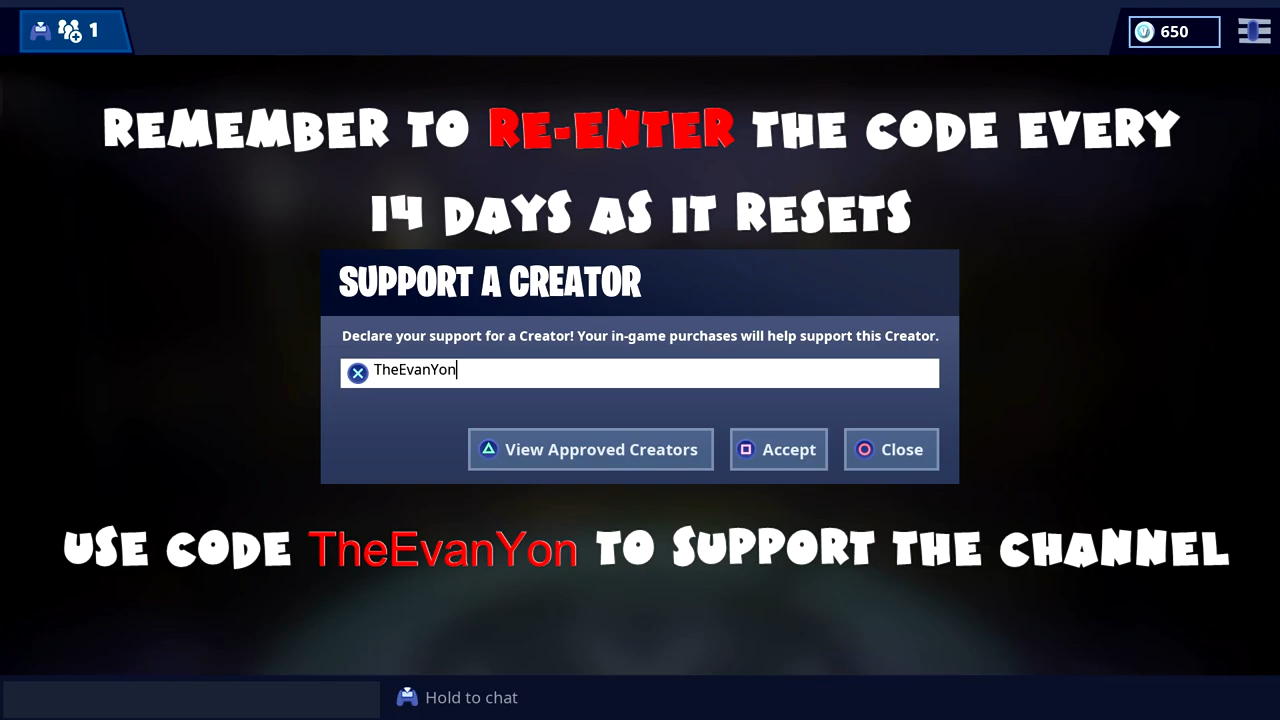 1
650
REMEMBER TO RE-ENTER THE CODE EVERY
14 DAYS AS IT RESETS
SUPPORT A CREATOR
Declare your support for a Creator! Your in-game purchases will help support this Creator.
TheEvanYon
View Approved Creators
Accept
Close
USE CODE TheEvanYon TO SUPPORT THE CHANNEL
Hold to chat